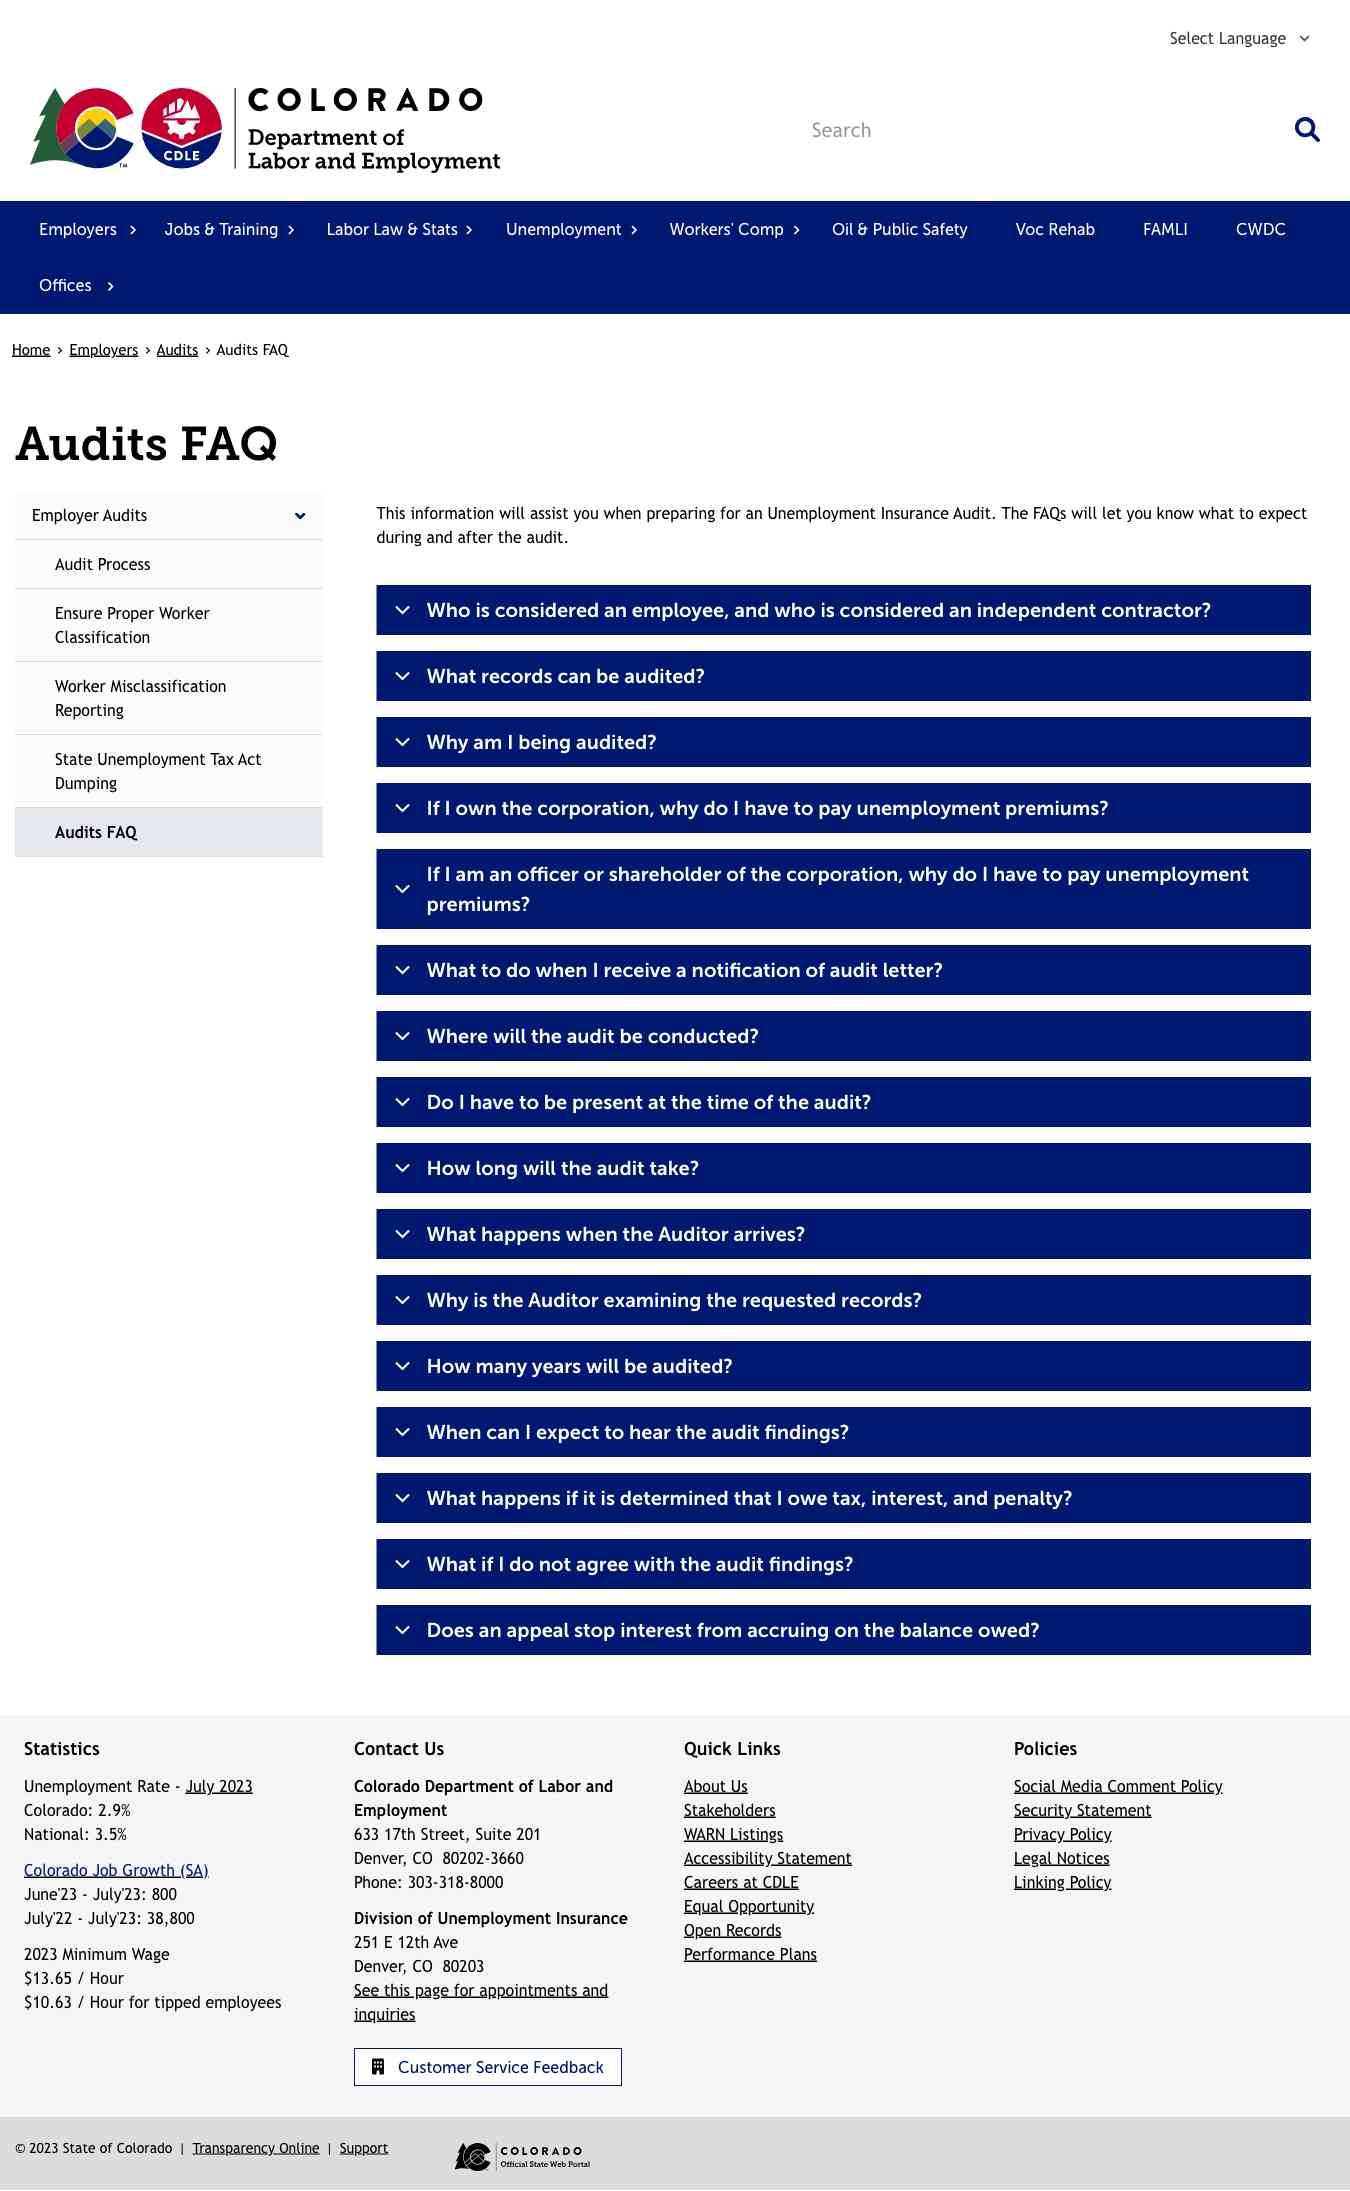 Select Language
COLORADO
Department of
Labor and Employment
CDLE
TM
Search
Employers
Jobs & Training
Labor Law & Stats
Unemployment
Workers' Comp
Oil & Public Safety
Voc Rehab
FAMLI
CWDC
Offices
Home › Employers › Audits › Audits FAQ
Audits FAQ
Employer Audits
Audit Process
Ensure Proper Worker
Classification
Worker Misclassification
Reporting
State Unemployment Tax Act
Dumping
Audits FAQ
This information will assist you when preparing for an Unemployment Insurance Audit. The FAQs will let you know what to expect
during and after the audit.
Who is considered an employee, and who is considered an independent contractor?
What records can be audited?
Why am I being audited?
If I own the corporation, why do I have to pay unemployment premiums?
If I am an officer or shareholder of the corporation, why do I have to pay unemployment
premiums?
What to do when I receive a notification of audit letter?
Where will the audit be conducted?
Do I have to be present at the time of the audit?
How long will the audit take?
What happens when the Auditor arrives?
Why is the Auditor examining the requested records?
How many years will be audited?
When can I expect to hear the audit findings?
What happens if it is determined that I owe tax, interest, and penalty?
What if I do not agree with the audit findings?
Does an appeal stop interest from accruing on the balance owed?
Statistics
Unemployment Rate - July 2023
Colorado: 2.9%
National: 3.5%
Colorado Job Growth (SA)
June'23 - July'23: 800
July'22 - July'23: 38,800
2023 Minimum Wage
$13.65 / Hour
$10.63 / Hour for tipped employees
Contact Us
Colorado Department of Labor and
Employment
633 17th Street, Suite 201
Denver, CO  80202-3660
Phone: 303-318-8000
Division of Unemployment Insurance
251 E 12th Ave
Denver, CO  80203
See this page for appointments and
inquiries
Customer Service Feedback
Quick Links
About Us
Stakeholders
WARN Listings
Accessibility Statement
Careers at CDLE
Equal Opportunity
Open Records
Performance Plans
Policies
Social Media Comment Policy
Security Statement
Privacy Policy
Legal Notices
Linking Policy
© 2023 State of Colorado | Transparency Online | Support
COLORADO
Official State Web Portal